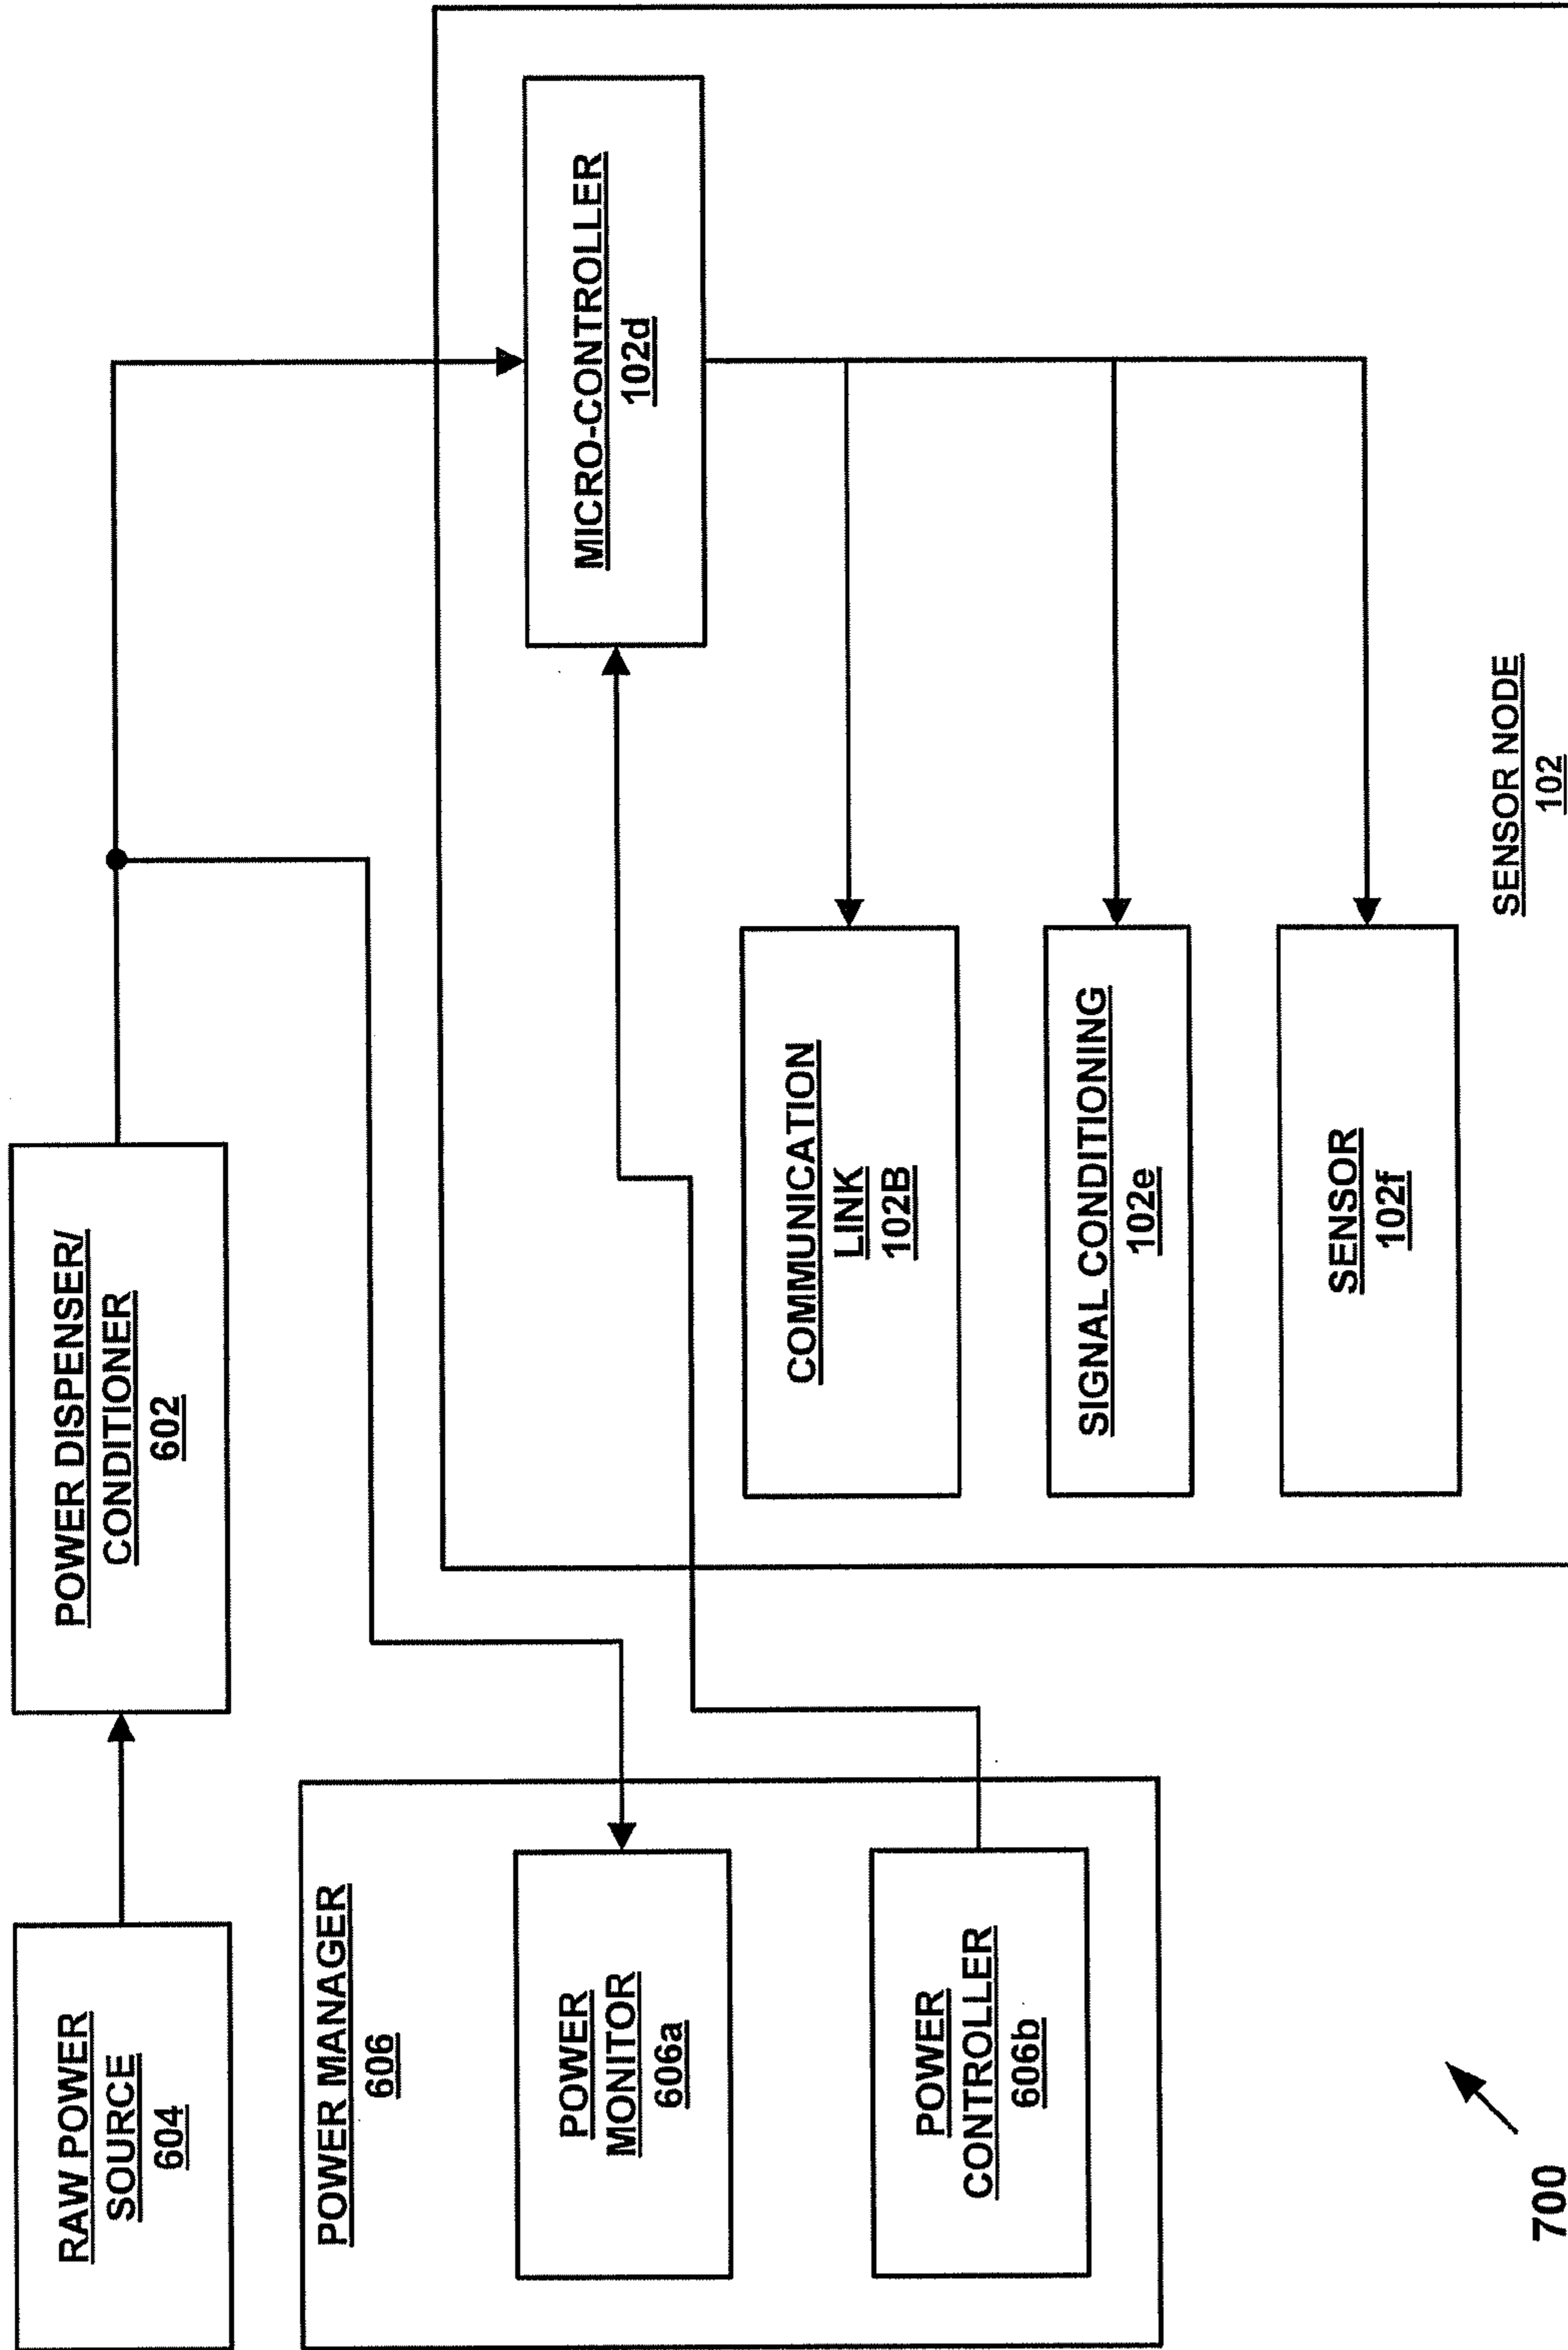 RAW POWER
SOURCE
604
POWER DISPENSER/
CONDITIONER
602
POWER MANAGER
606
POWER
MONITOR
606a
POWER
CONTROLLER
606b
MICRO-CONTROLLER
102d
COMMUNICATION
LINK
102B
SIGNAL CONDITIONING
102e
SENSOR
102f
SENSOR NODE
102
700